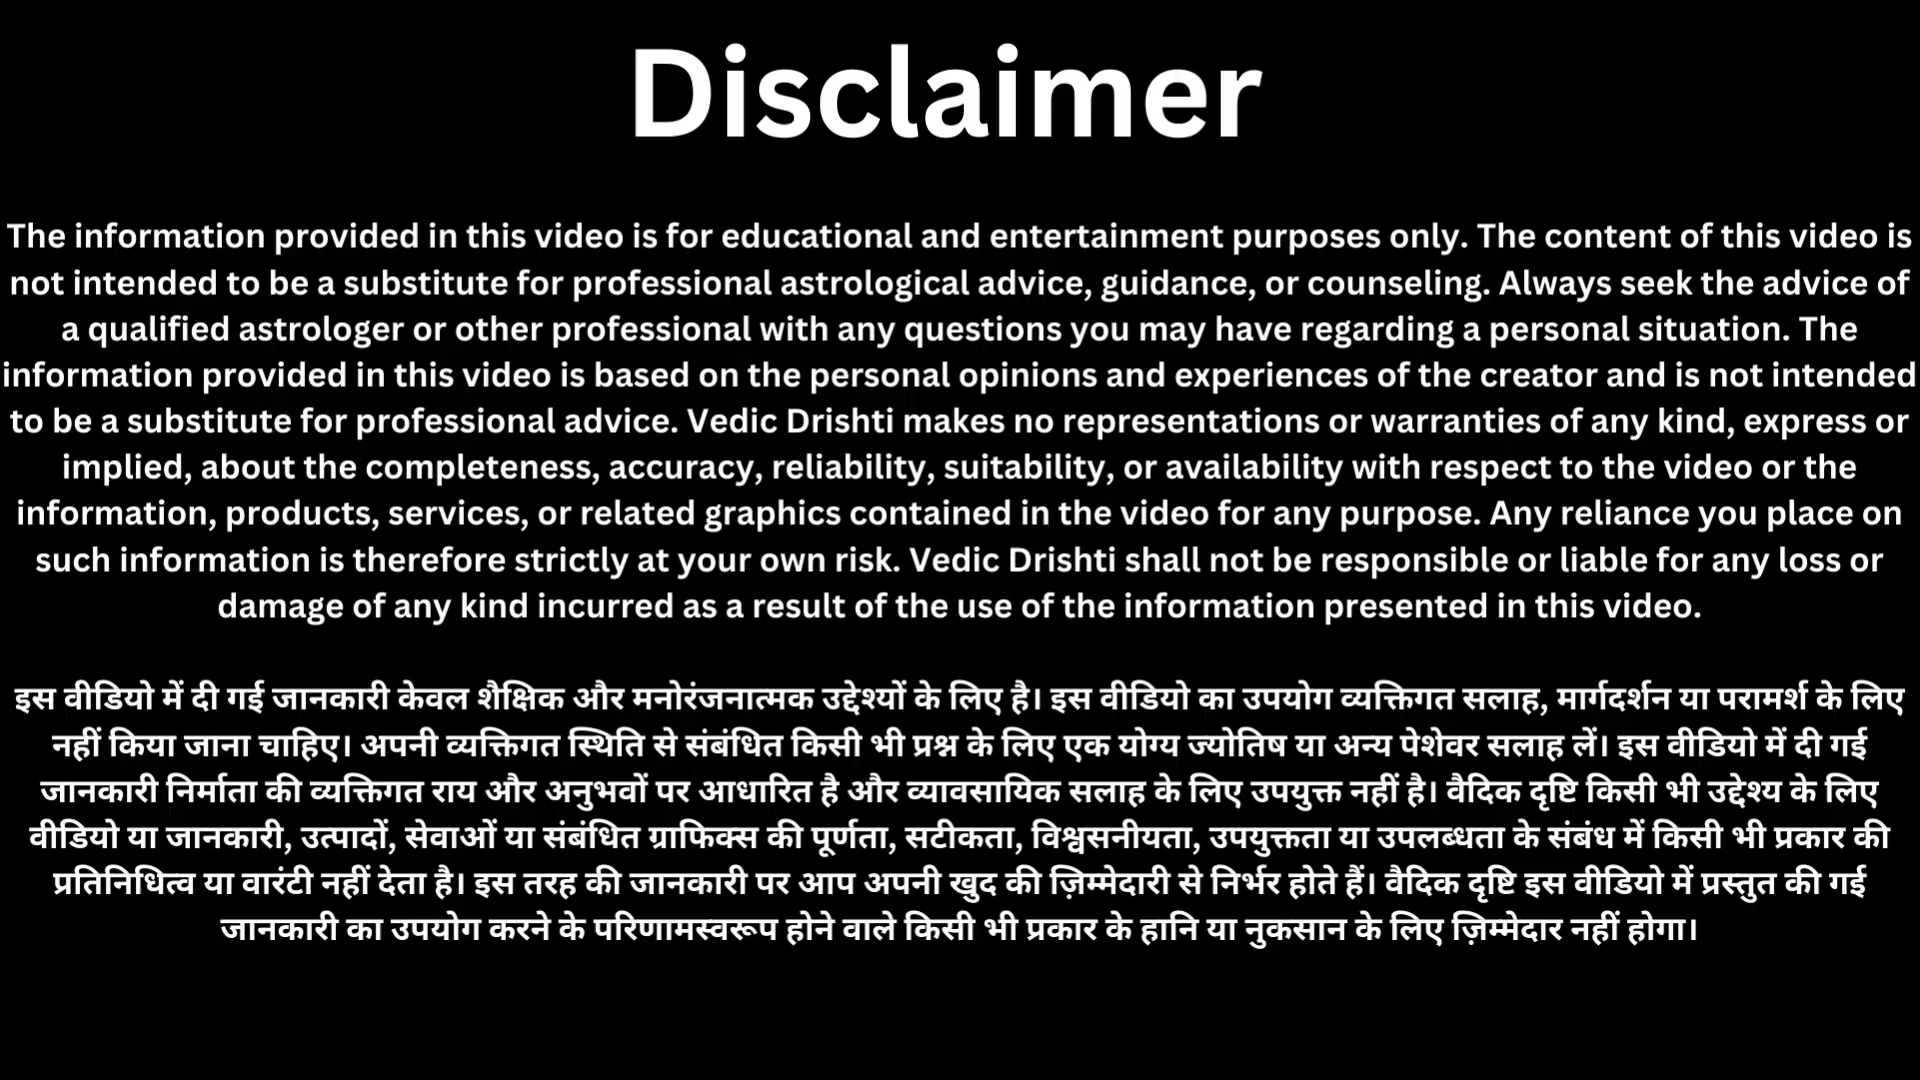 Disclaimer
The information provided in this video is for educational and entertainment purposes only. The content of this video is
not intended to be a substitute for professional astrological advice, guidance, or counseling. Always seek the advice of
a qualified astrologer or other professional with any questions you may have regarding a personal situation. The
information provided in this video is based on the personal opinions and experiences of the creator and is not intended
to be a substitute for professional advice. Vedic Drishti makes no representations or warranties of any kind, express or
implied, about the completeness, accuracy, reliability, suitability, or availability with respect to the video or the
information, products, services, or related graphics contained in the video for any purpose. Any reliance you place on
such information is therefore strictly at your own risk. Vedic Drishti shall not be responsible or liable for any loss or
damage of any kind incurred as a result of the use of the information presented in this video.
इस वीडियो में दी गई जानकारी केवल शैक्षिक और मनोरंजनात्मक उद्देश्यों के लिए है। इस वीडियो का उपयोग व्यक्तिगत सलाह, मार्गदर्शन या परामर्श के लिए
नहीं किया जाना चाहिए। अपनी व्यक्तिगत स्थिति से संबंधित किसी भी प्रश्न के लिए एक योग्य ज्योतिष या अन्य पेशेवर सलाह लें। इस वीडियो में दी गई
जानकारी निर्माता की व्यक्तिगत राय और अनुभवों पर आधारित है और व्यावसायिक सलाह के लिए उपयुक्त नहीं है। वैदिक दृष्टि किसी भी उद्देश्य के लिए
वीडियो या जानकारी, उत्पादों, सेवाओं या संबंधित ग्राफिक्स की पूर्णता, सटीकता, विश्वसनीयता, उपयुक्तता या उपलब्धता के संबंध में किसी भी प्रकार की
प्रतिनिधित्व या वारंटी नहीं देता है। इस तरह की जानकारी पर आप अपनी खुद की ज़िम्मेदारी से निर्भर होते हैं। वैदिक दृष्टि इस वीडियो में प्रस्तुत की गई
जानकारी का उपयोग करने के परिणामस्वरूप होने वाले किसी भी प्रकार के हानि या नुकसान के लिए ज़िम्मेदार नहीं होगा।